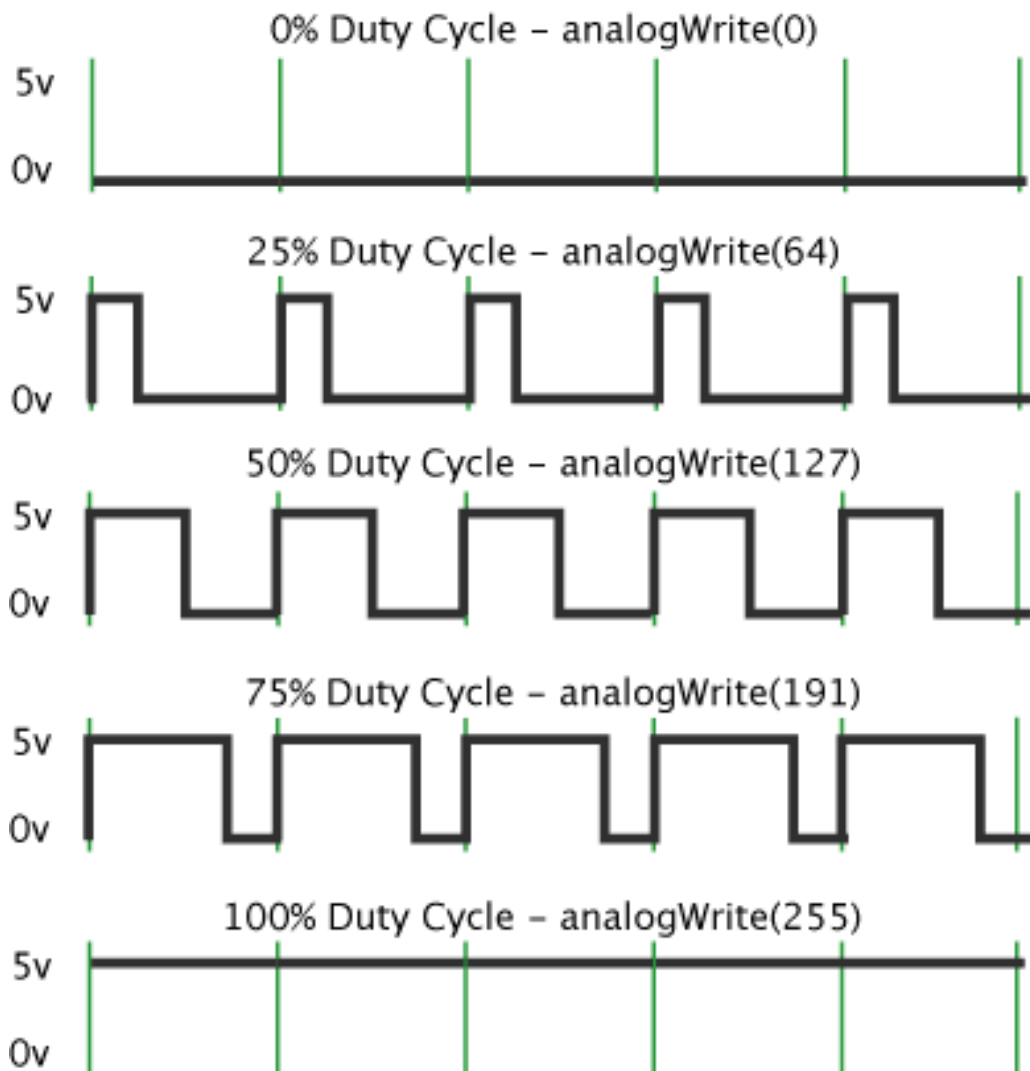 0% Duty Cycle – analogWrite(0)
5v
0v
25% Duty Cycle – analogWrite(64)
5v
0v
50% Duty Cycle – analogWrite(127)
5v
0v
75% Duty Cycle – analogWrite(191)
5v
0v
100% Duty Cycle – analogWrite(255)
5v
0v